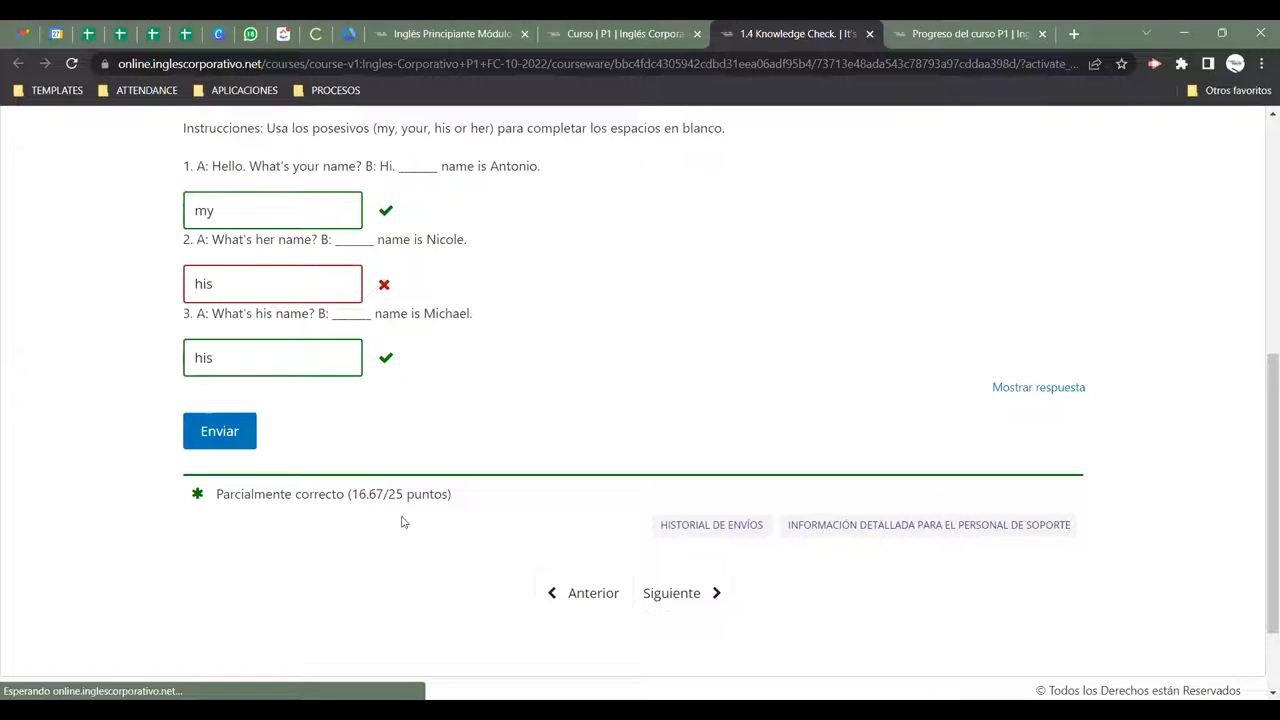 Inglés Principiante Módulo
Curso | P1 | Inglés Corpora
1.4 Knowledge Check. | It's
Progreso del curso P1 | Ing
online.inglescorporativo.net/courses/course-v1:Ingles-Corporativo+P1+FC-10-2022/courseware/bbc4fdc4305942cdbd31eea06adf95b4/73713e48ada543c78793a97cddaa398d/?activate_...
TEMPLATES
ATTENDANCE
APLICACIONES
PROCESOS
Otros favoritos
Instrucciones: Usa los posesivos (my, your, his or her) para completar los espacios en blanco.
1. A: Hello. What's your name? B: Hi. ______ name is Antonio.
my
2. A: What's her name? B: ______ name is Nicole.
his
3. A: What's his name? B: ______ name is Michael.
his
Mostrar respuesta
Enviar
Parcialmente correcto (16.67/25 puntos)
HISTORIAL DE ENVÍOS
INFORMACIÓN DETALLADA PARA EL PERSONAL DE SOPORTE
Anterior
Siguiente
Esperando online.inglescorporativo.net...
© Todos los Derechos están Reservados